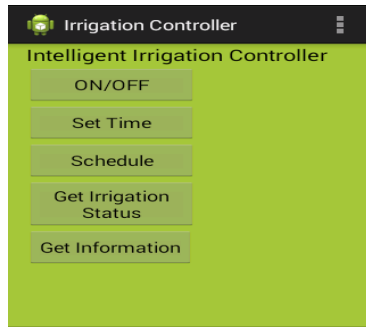 Irrigation Controller
Intelligent Irrigation Controller
ON/OFF
Set Time
Schedule
Get Irrigation
Status
Get Information